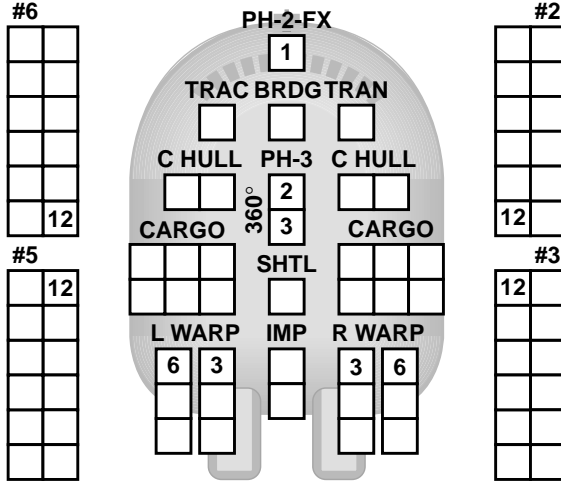 #6 PH-2-FX #2
1
TRAC BRDG TRAN
C HULL PH-3 C HULL
2
360°
3
12 12
CARGO CARGO
#5 #3
SHTL
12 12
L WARP IMP R WARP
6 3 3 6